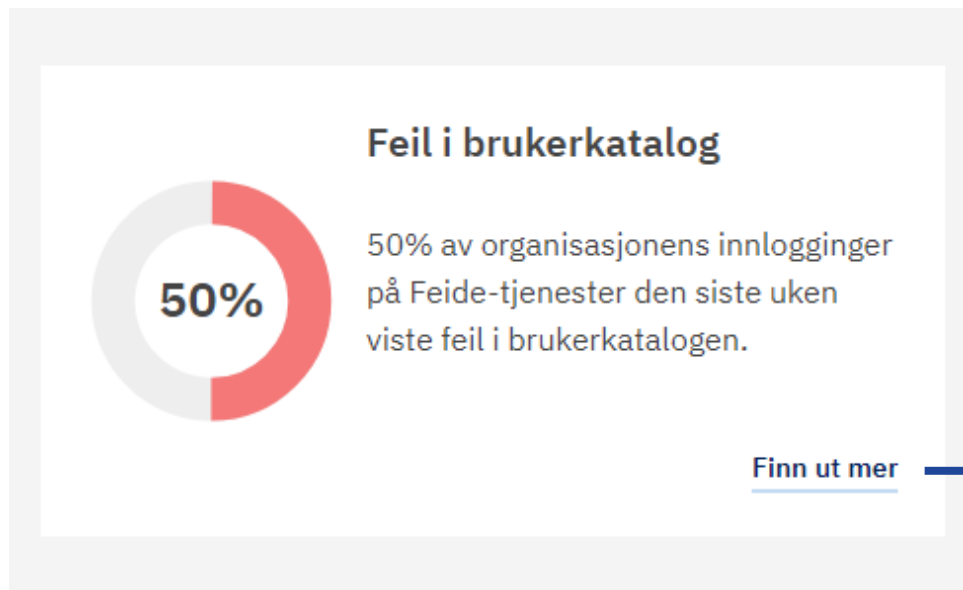 Feil i brukerkatalog
50%
50% av organisasjonens innlogginger
på Feide-tjenester den siste uken
viste feil i brukerkatalogen.
Finn ut mer